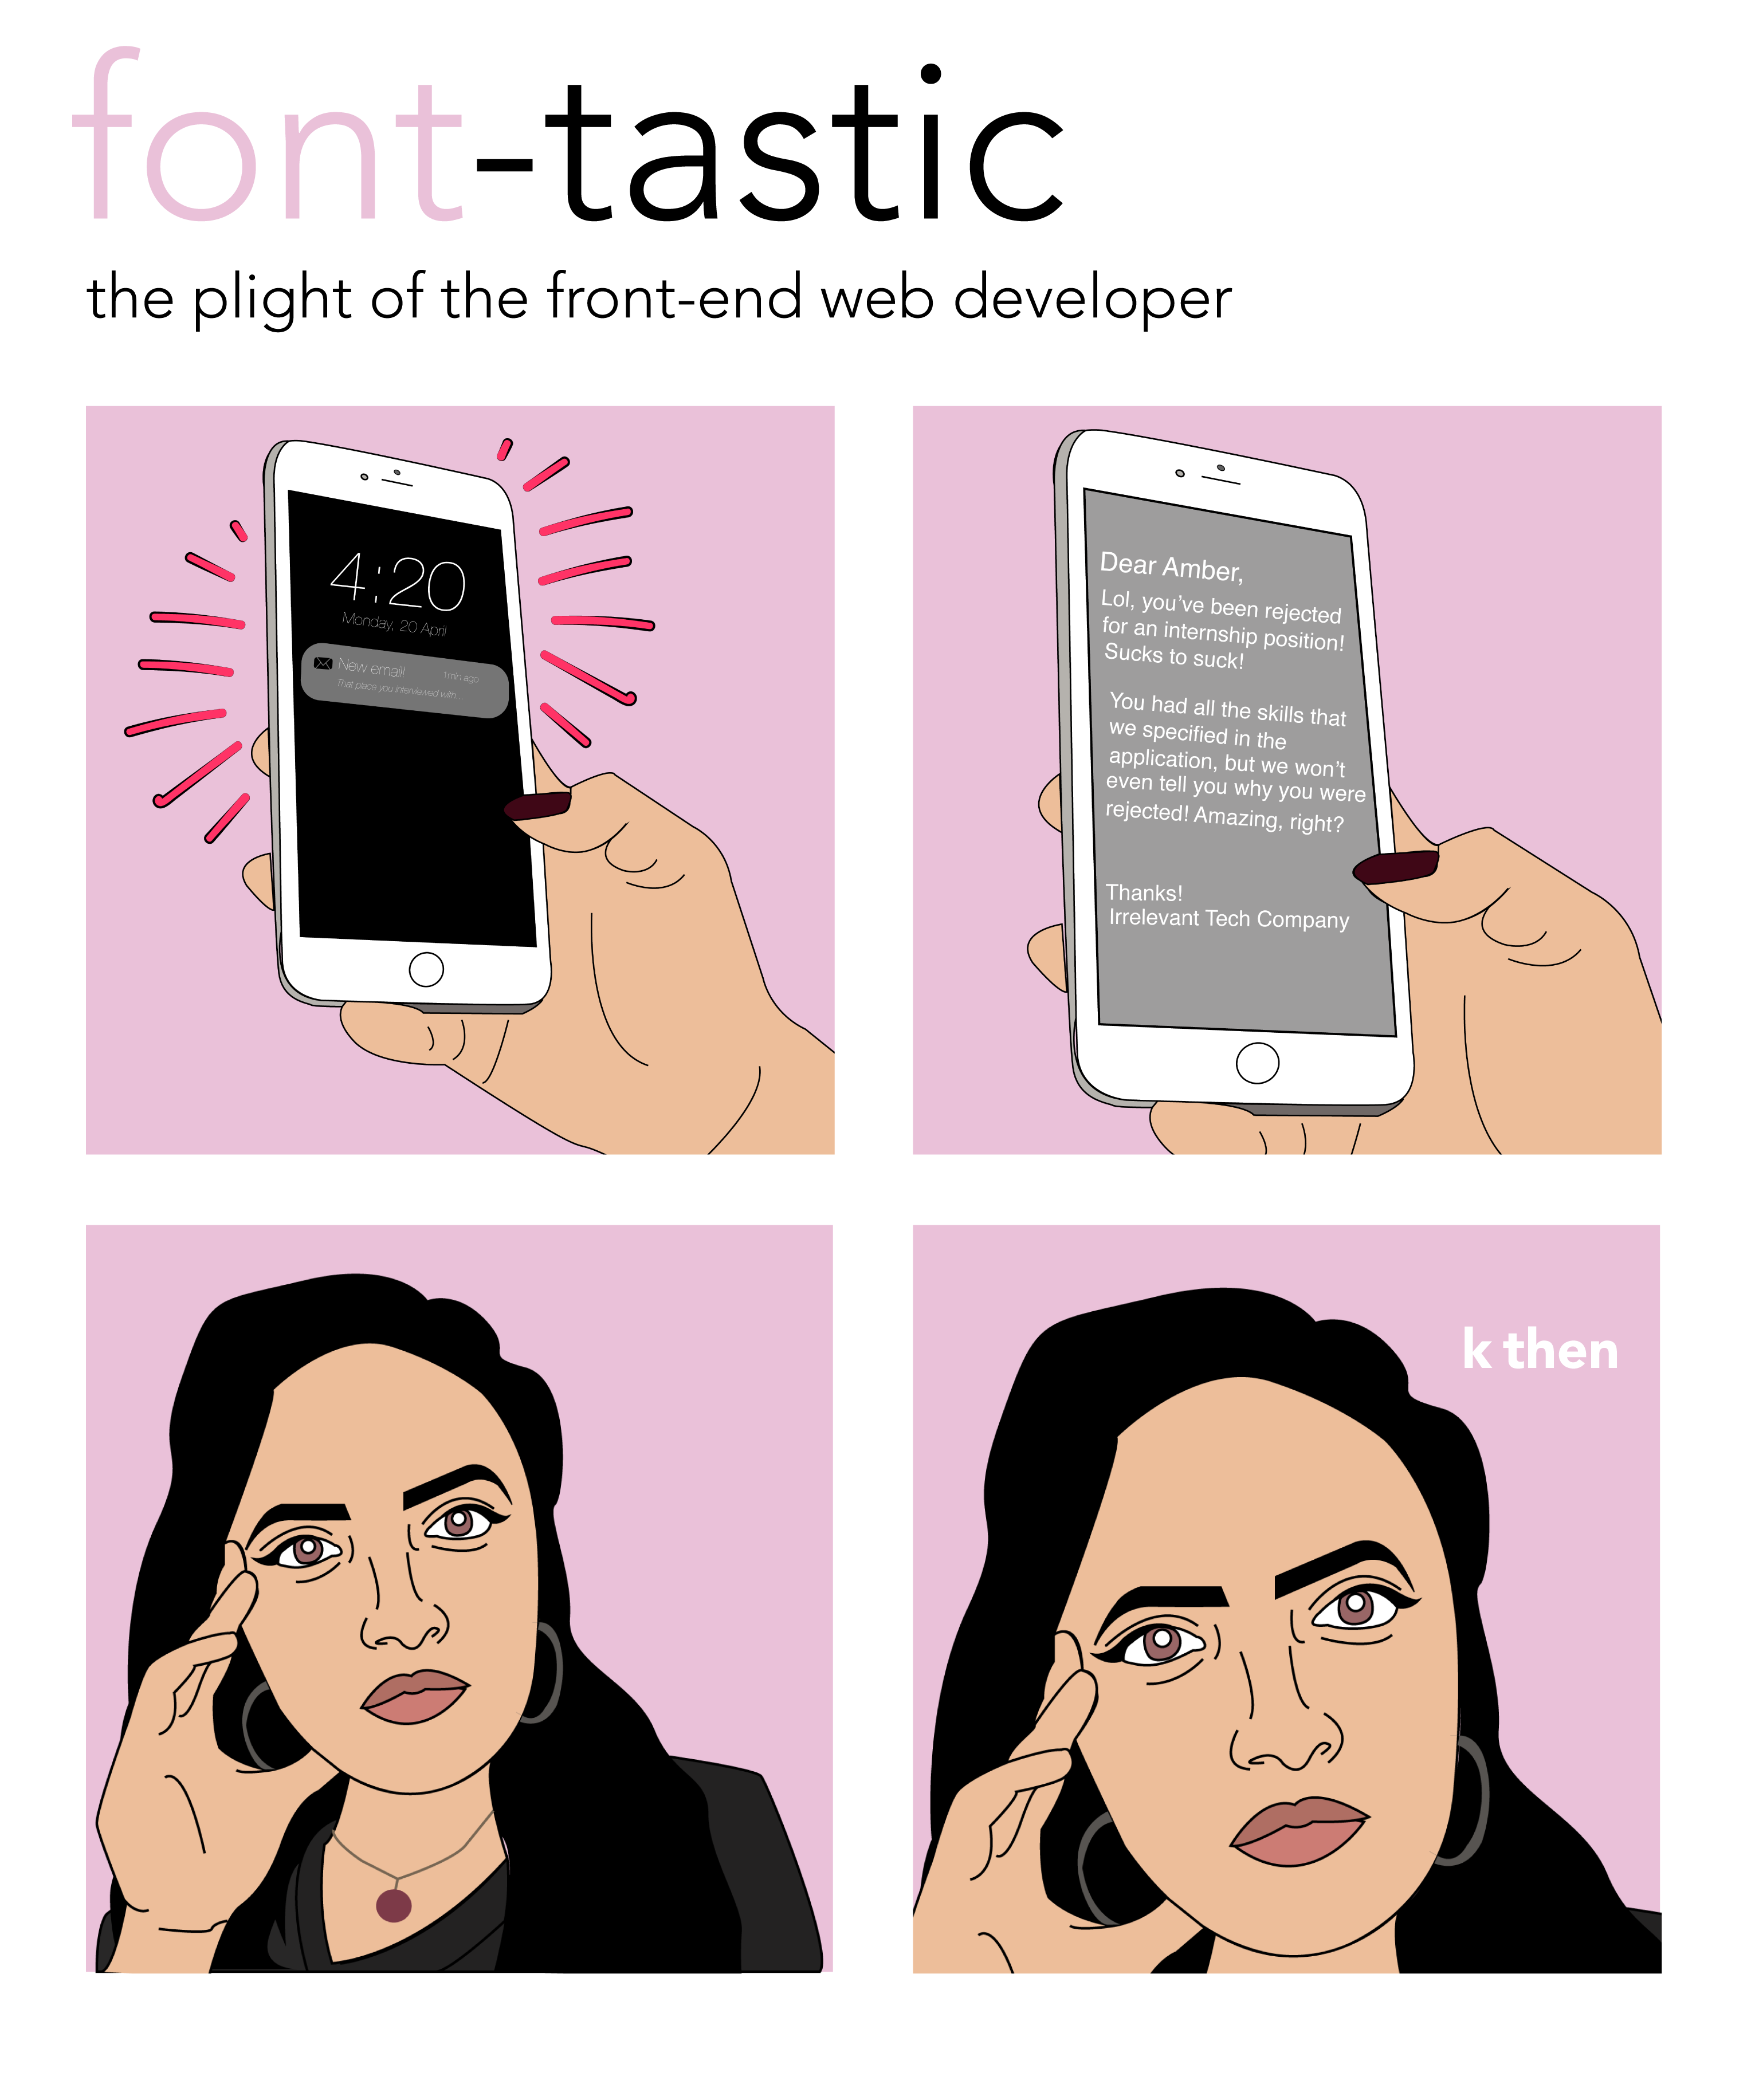 font-tastic
the plight of the front-end web developer
4:20
Monday, 20 April
New email!
1min ago
That place you interviewed with...
Dear Amber,
Lol, you've been rejected
for an internship position!
Sucks to suck!
You had all the skills that
we specified in the
application, but we won't
even tell you why you were
rejected! Amazing, right?
Thanks!
Irrelevant Tech Company
k then